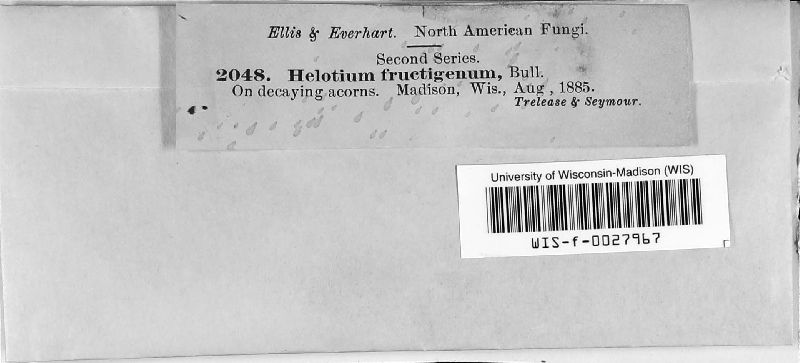 Ellis & Everhart. North American Fungi.
Second Series.
2048. Helotium fructigenum, Bull.
On decaying acorns. Madison, Wis., Aug, 1885.
Trelease & Seymour.
University of Wisconsin-Madison (WIS)
WIS-f-0027967